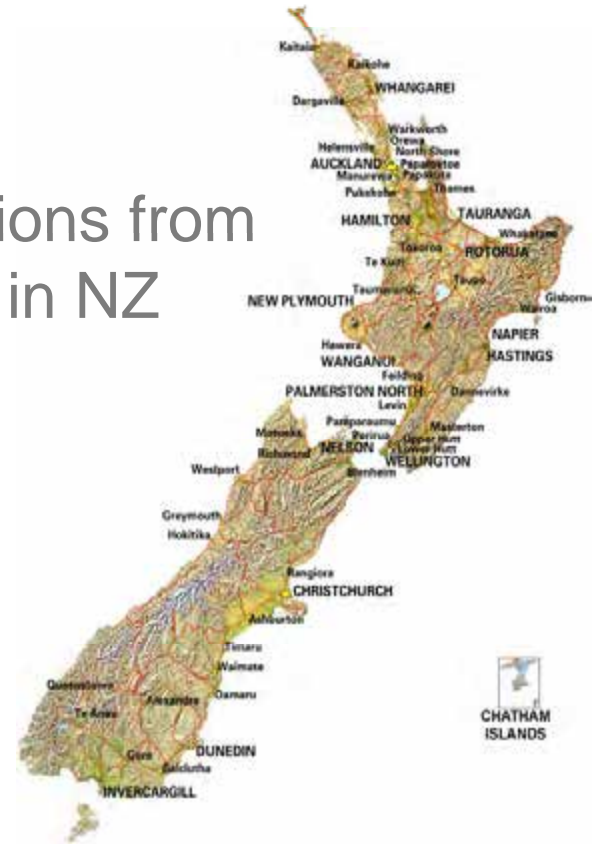 ions from
in NZ
Kaitaia
Kaikohe
WHANGAREI
Dargaville
Warkworth
Orewa
Helensville
North Shore
AUCKLAND
Papatoetoe
Manurewa
Papakura
Pukekohe
Thames
HAMILTON
TAURANGA
Whakatane
Tokoroa
ROTORUA
Te Kuiti
Taupo
Taumarunui
Gisborne
NEW PLYMOUTH
Wairoa
NAPIER
Hawera
HASTINGS
WANGANUI
Feilding
PALMERSTON NORTH
Dannevirke
Levin
Paraparaumu
Masterton
Motueka
Porirua
Upper Hutt
Richmond
NELSON
Lower Hutt
WELLINGTON
Westport
Blenheim
Greymouth
Hokitika
Rangiora
CHRISTCHURCH
Ashburton
Timaru
Waimate
Queenstown
Oamaru
Alexandra
Te Anau
CHATHAM
ISLANDS
DUNEDIN
Gore
Balclutha
INVERCARGILL